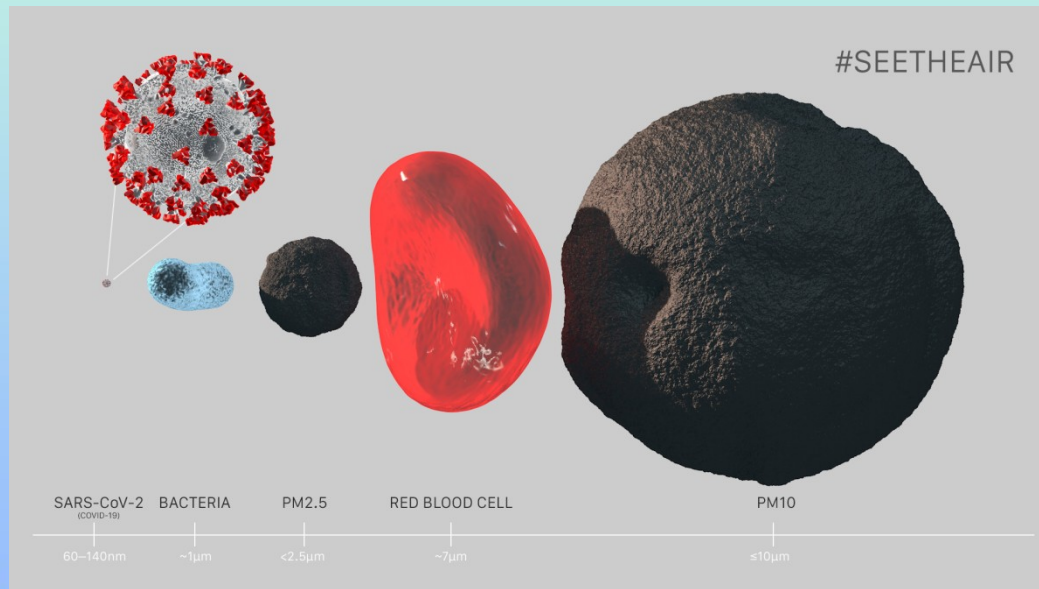 #SEETHEAIR
SARS-CoV-2 BACTERIA PM2.5 RED BLOOD CELL PM10
(COVID-19)
60–140nm ~1µm <2.5µm ~7µm ≤10µm